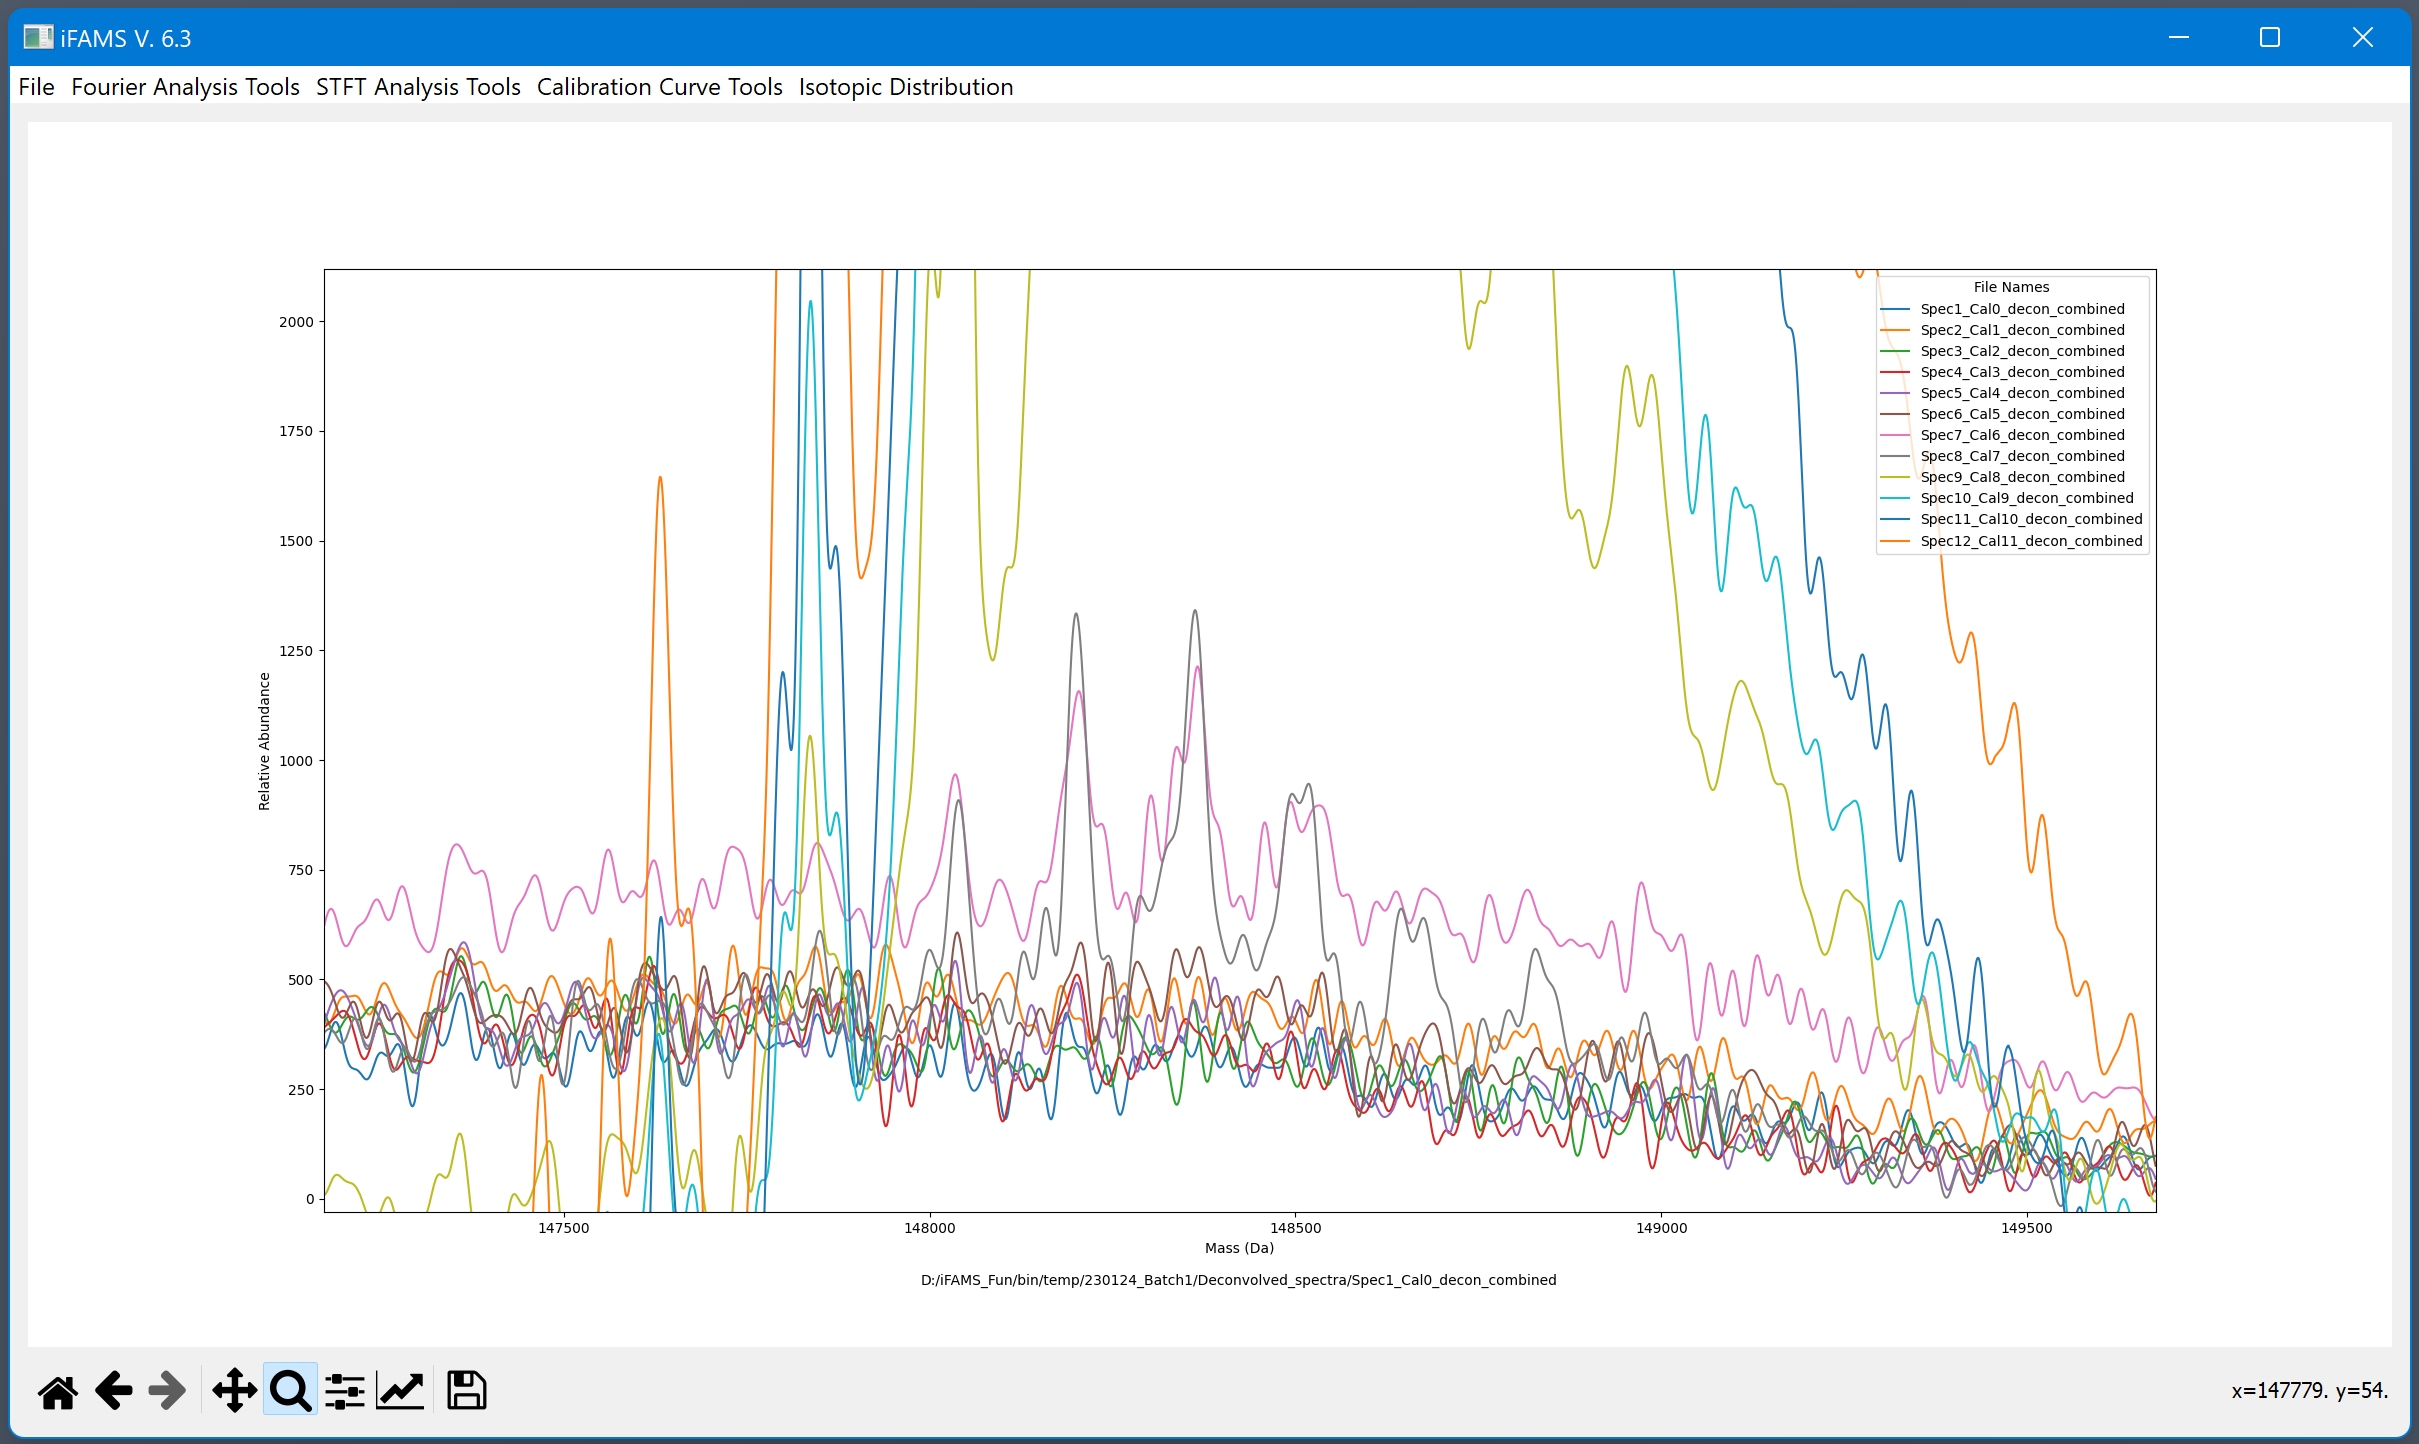 iFAMS V. 6.3
File Fourier Analysis Tools STFT Analysis Tools Calibration Curve Tools Isotopic Distribution
File Names
Spec1_Cal0_decon_combined
Spec2_Cal1_decon_combined
Spec3_Cal2_decon_combined
Spec4_Cal3_decon_combined
Spec5_Cal4_decon_combined
Spec6_Cal5_decon_combined
Spec7_Cal6_decon_combined
Spec8_Cal7_decon_combined
Spec9_Cal8_decon_combined
Spec10_Cal9_decon_combined
Spec11_Cal10_decon_combined
Spec12_Cal11_decon_combined
Relative Abundance
2000
1750
1500
1250
1000
750
500
250
0
147500 148000 148500 149000 149500
Mass (Da)
D:/iFAMS_Fun/bin/temp/230124_Batch1/Deconvolved_spectra/Spec1_Cal0_decon_combined
x=147779. y=54.